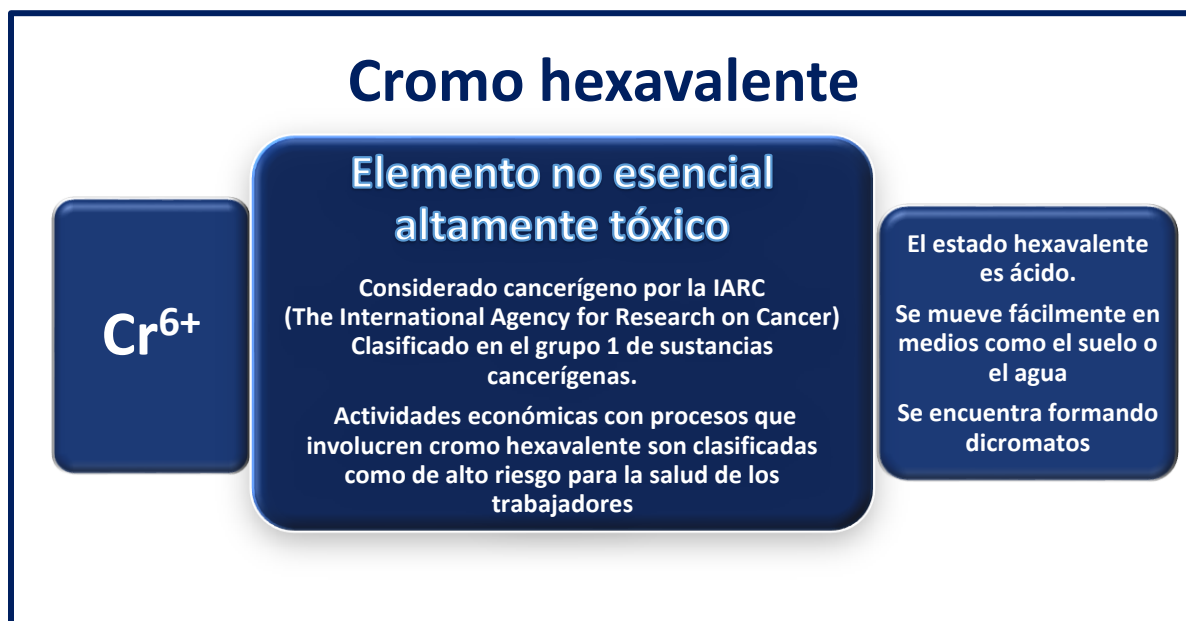 Cromo hexavalente
Cr6+
Elemento no esencial
altamente tóxico
Considerado cancerígeno por la IARC
(The International Agency for Research on Cancer)
Clasificado en el grupo 1 de sustancias
cancerígenas.
Actividades económicas con procesos que
involucren cromo hexavalente son clasificadas
como de alto riesgo para la salud de los
trabajadores
El estado hexavalente
es ácido.
Se mueve fácilmente en
medios como el suelo o
el agua
Se encuentra formando
dicromatos